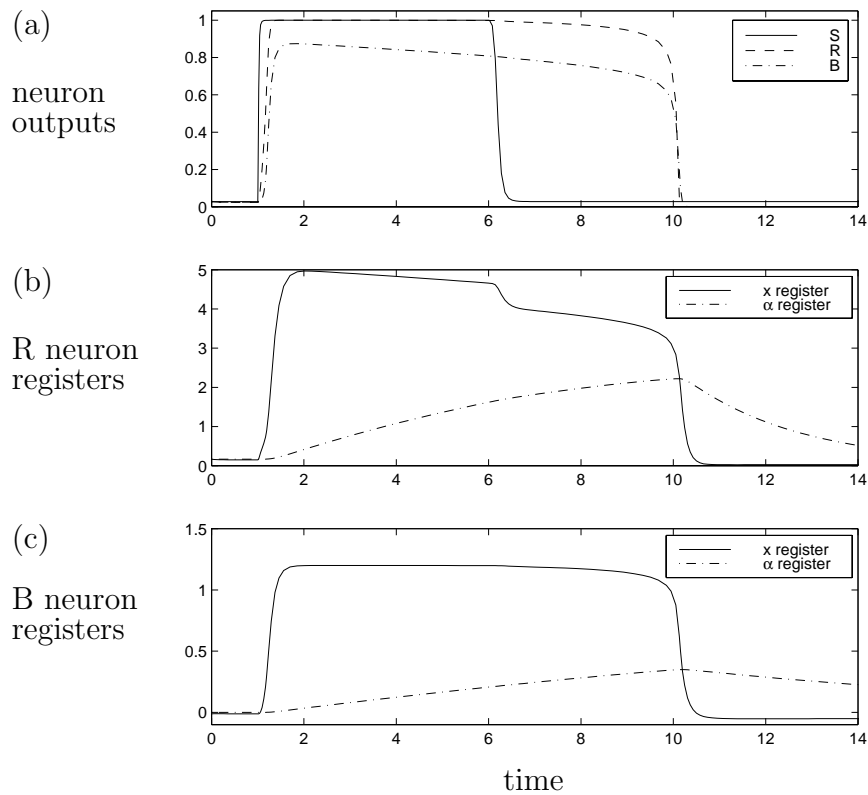 (a)
neuron
outputs
1
0.8
0.6
0.4
0.2
0
0 2 4 6 8 10 12 14
S
R
B
(b)
R neuron
registers
5
4
3
2
1
0
0 2 4 6 8 10 12 14
x register
α register
(c)
B neuron
registers
1.5
1
0.5
0
0 2 4 6 8 10 12 14
x register
α register
time